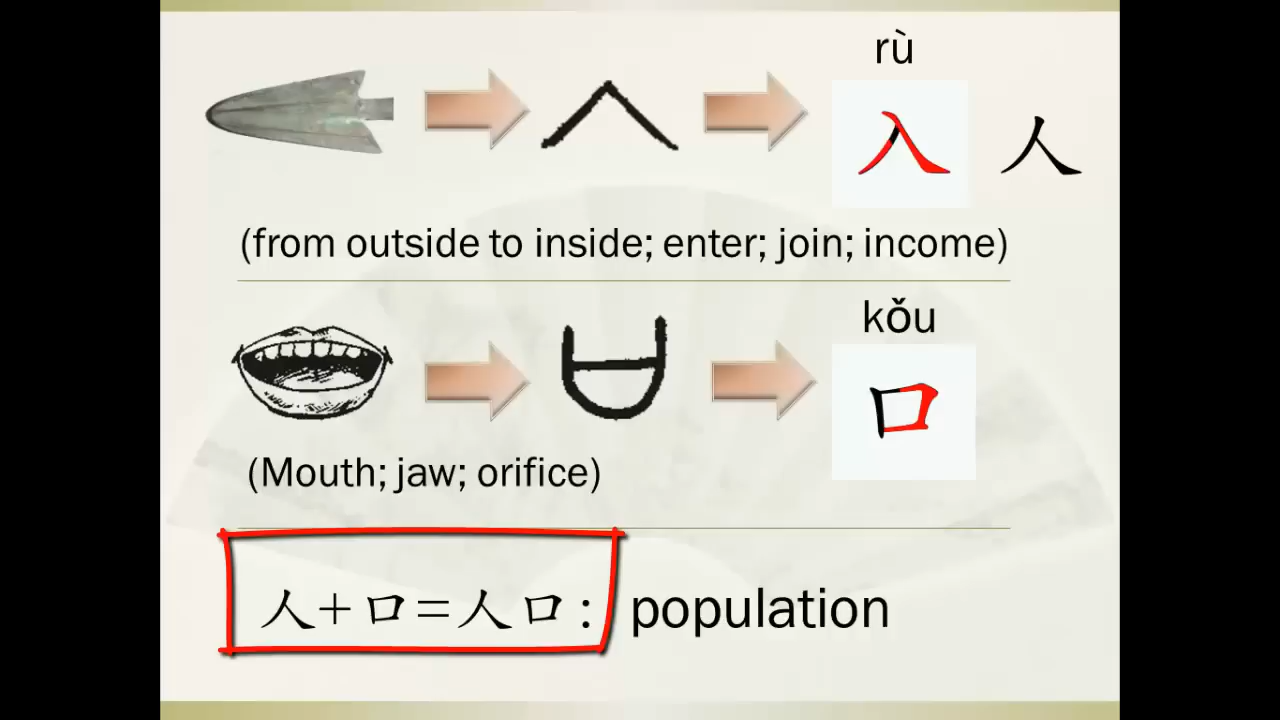 rù
入 人
(from outside to inside; enter; join; income)
kǒu
口
(Mouth; jaw; orifice)
人+口=人口: population